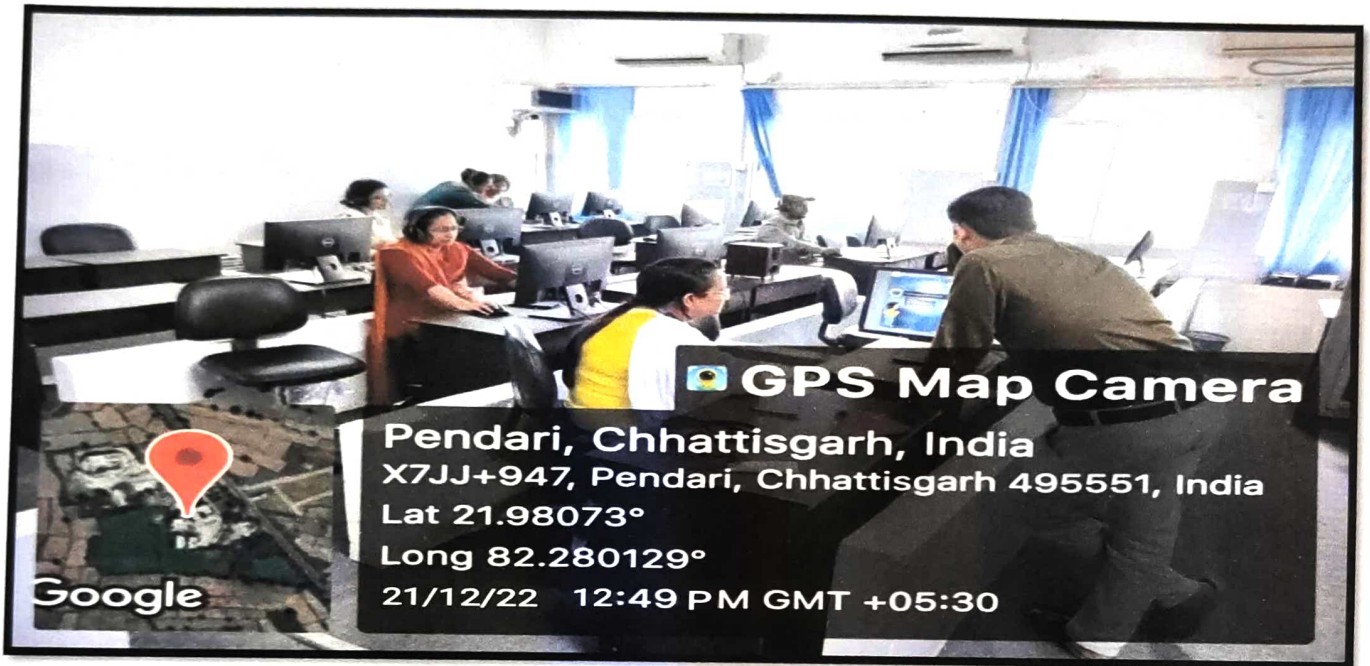 GPS Map Camera
Pendari, Chhattisgarh, India
X7JJ+947, Pendari, Chhattisgarh 495551, India
Lat 21.98073°
Long 82.280129°
21/12/22 12:49 PM GMT +05:30
Google